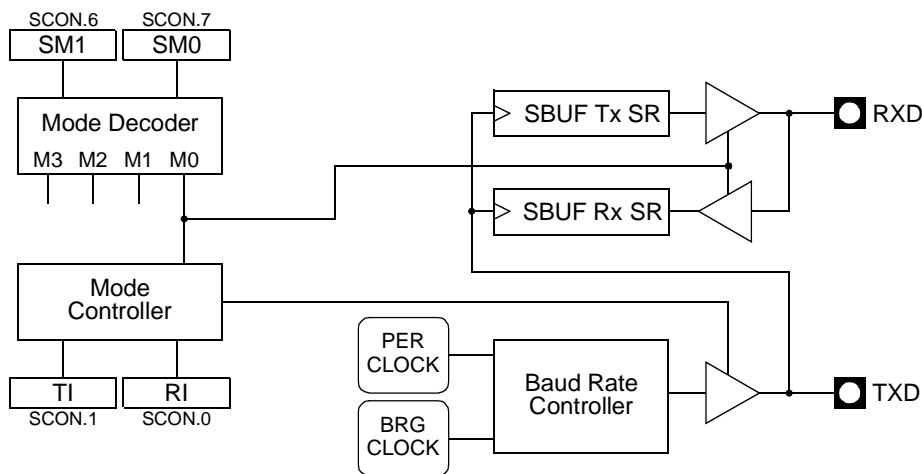 SCON.6 SCON.7
SM1 SM0
Mode Decoder
M3 M2 M1 M0
Mode
Controller
TI RI
SCON.1 SCON.0
SBUF Tx SR
RXD
SBUF Rx SR
PER
CLOCK
BRG
CLOCK
Baud Rate
Controller
TXD